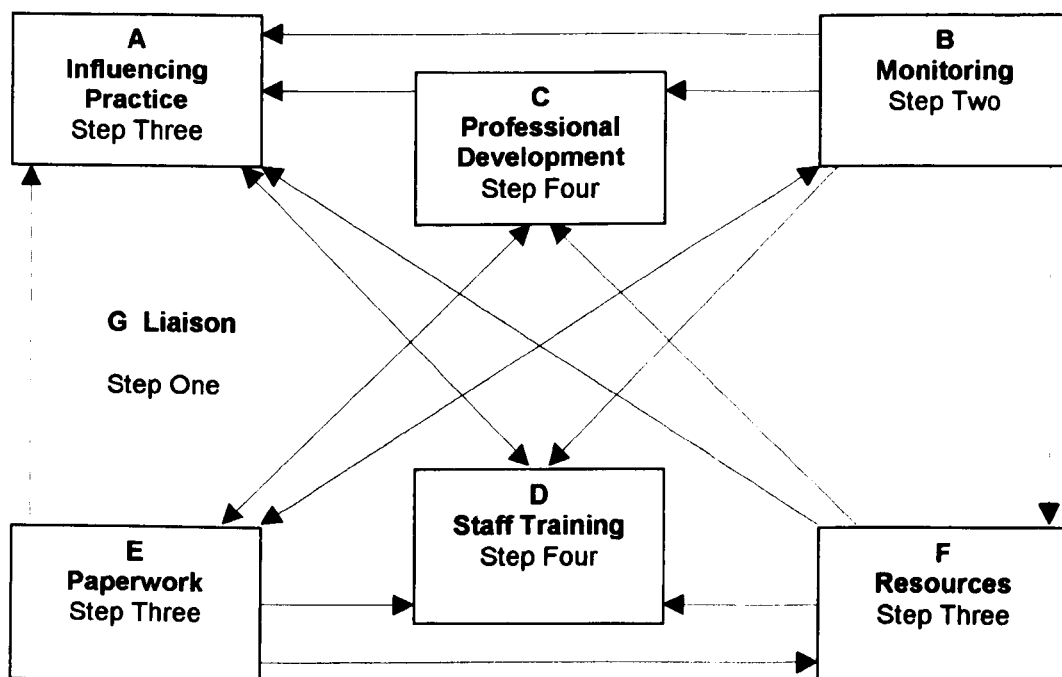 A
Influencing
Practice
Step Three
B
Monitoring
Step Two
C
Professional
Development
Step Four
G Liaison
Step One
D
Staff Training
Step Four
E
Paperwork
Step Three
F
Resources
Step Three